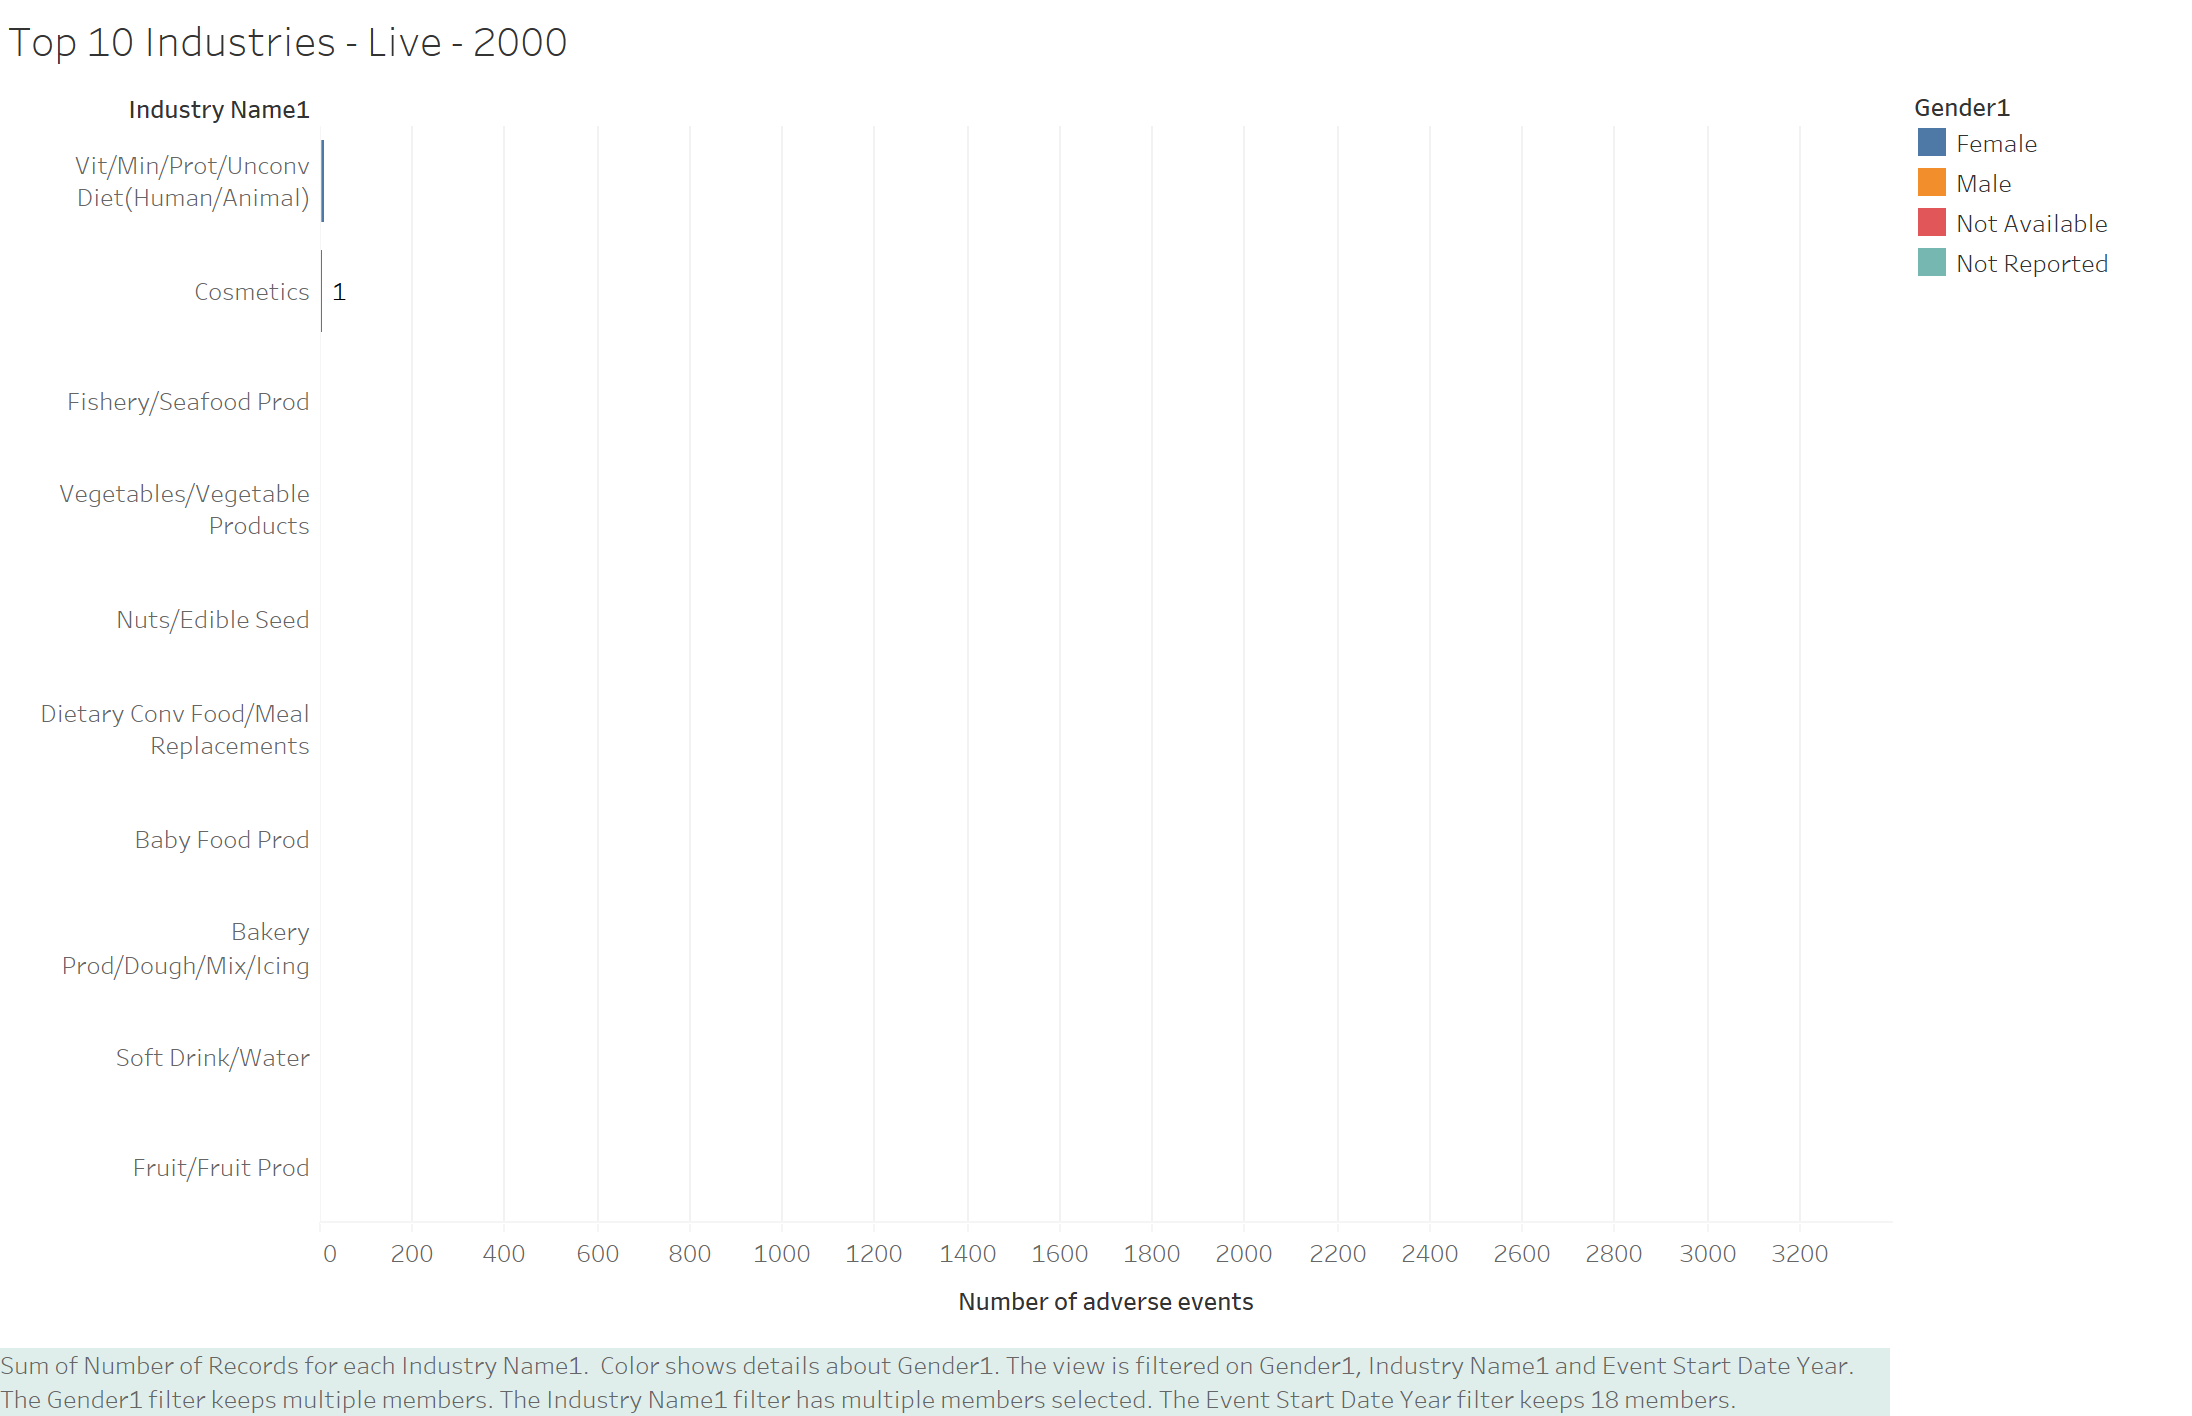 Top 10 Industries - Live - 2000
Industry Name1
Vit/Min/Prot/Unconv
Diet(Human/Animal)
Cosmetics
1
Fishery/Seafood Prod
Vegetables/Vegetable
Products
Nuts/Edible Seed
Dietary Conv Food/Meal
Replacements
Baby Food Prod
Bakery
Prod/Dough/Mix/Icing
Soft Drink/Water
Fruit/Fruit Prod
0 200 400 600 800 1000 1200 1400 1600 1800 2000 2200 2400 2600 2800 3000 3200
Number of adverse events
Gender1
Female
Male
Not Available
Not Reported
Sum of Number of Records for each Industry Name1.  Color shows details about Gender1. The view is filtered on Gender1, Industry Name1 and Event Start Date Year.
The Gender1 filter keeps multiple members. The Industry Name1 filter has multiple members selected. The Event Start Date Year filter keeps 18 members.